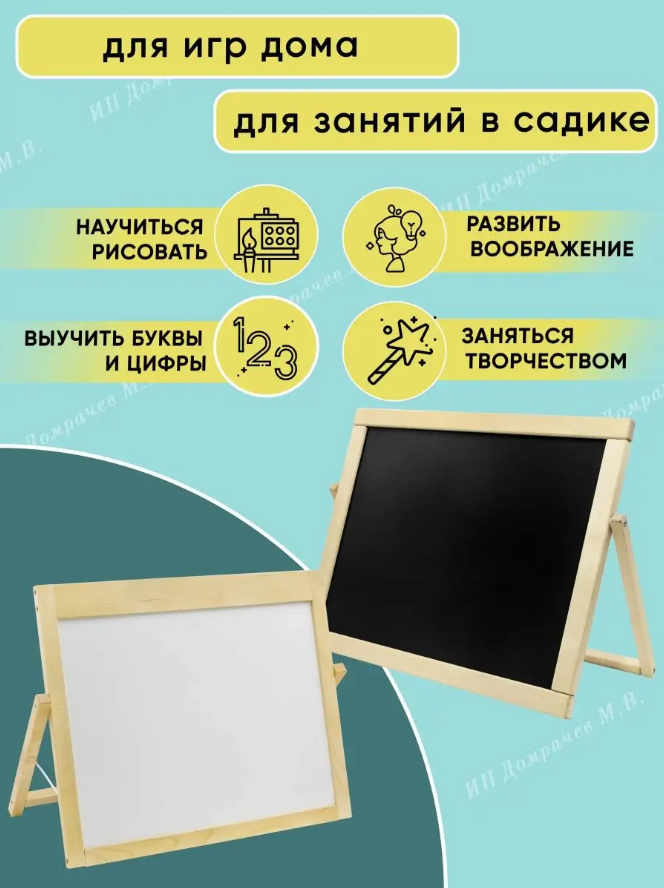 для игр дома
для занятий в садике
НАУЧИТЬСЯ
РИСОВАТЬ
РАЗВИТЬ
ВООБРАЖЕНИЕ
ВЫУЧИТЬ БУКВЫ
И ЦИФРЫ
123
ЗАНЯТЬСЯ
ТВОРЧЕСТВОМ
ИП Домрачев М.В.